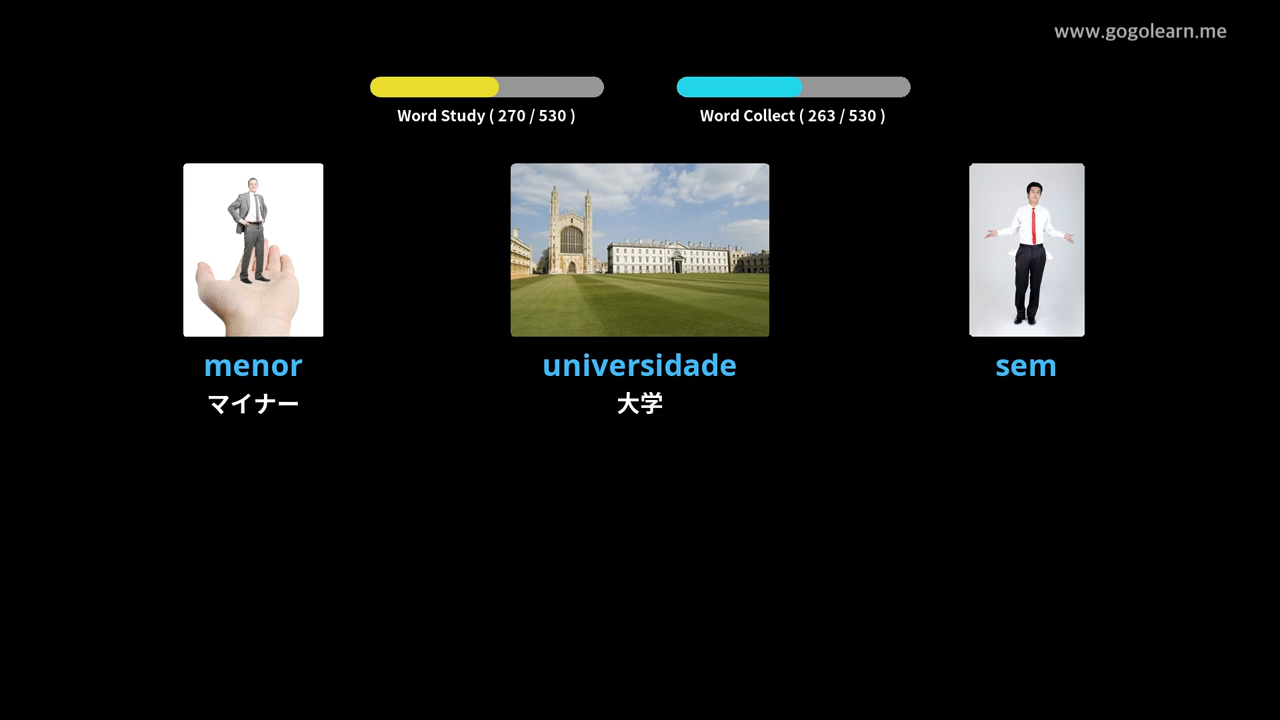 www.gogolearn.me
Word Study ( 270 / 530 )
Word Collect ( 263 / 530 )
menor
マイナー
universidade
大学
sem